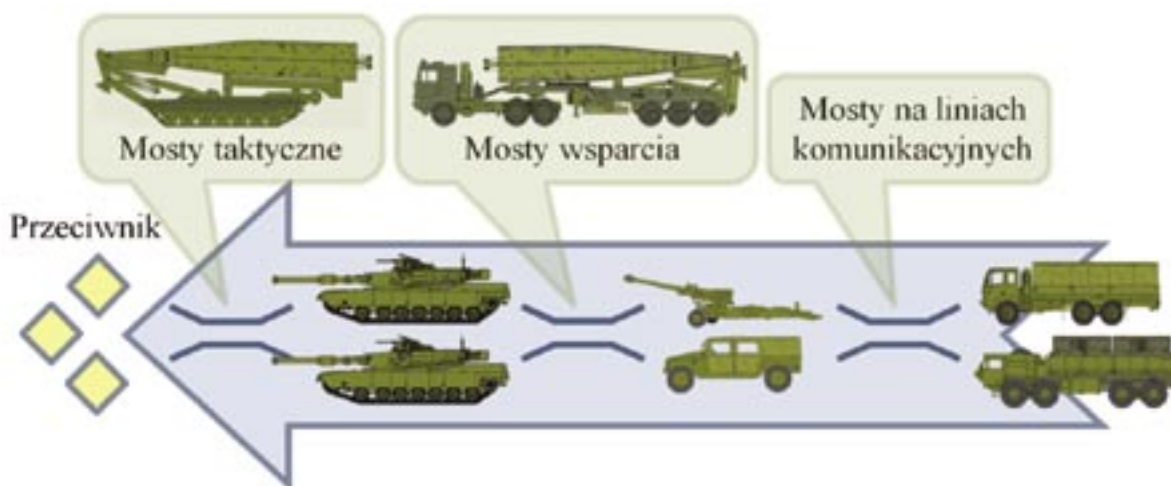 Mosty taktyczne
Mosty wsparcia
Mosty na liniach
komunikacyjnych
Przeciwnik